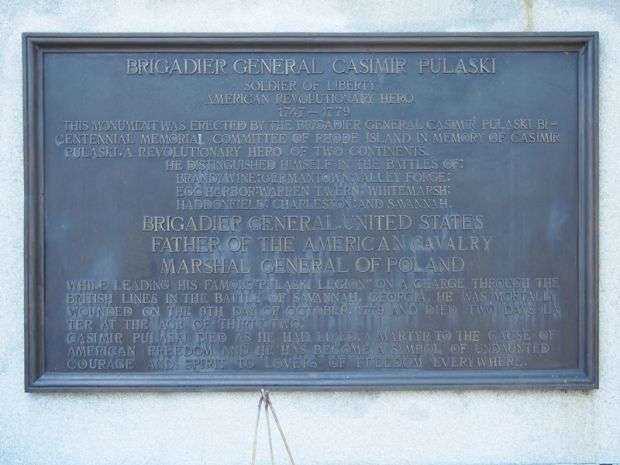 BRIGADIER GENERAL CASIMIR PULASKI
SOLDIER OF LIBERTY
AMERICAN REVOLUTIONARY HERO
1747 - 1779
THIS MONUMENT WAS ERECTED BY THE BRIGADIER GENERAL CASIMIR PULASKI BI-
CENTENNIAL MEMORIAL COMMITTEE OF RHODE ISLAND IN MEMORY OF CASIMIR
PULASKI-A REVOLUTIONARY HERO OF TWO CONTINENTS.
HE DISTINGUISHED HIMSELF IN THE BATTLES OF:
BRANDYWINE; GERMANTOWN; VALLEY FORGE;
EGG HARBOR; WARREN TAVERN; WHITEMARSH;
HADDONFIELD; CHARLESTON; AND SAVANNAH.
BRIGADIER GENERAL UNITED STATES
FATHER OF THE AMERICAN CAVALRY
MARSHAL GENERAL OF POLAND
WHILE LEADING HIS FAMOUS "PULASKI LEGION" ON A CHARGE THROUGH THE
BRITISH LINES IN THE BATTLE OF SAVANNAH, GEORGIA, HE WAS MORTALLY
WOUNDED ON THE 9TH DAY OF OCTOBER, 1779 AND DIED TWO DAYS LA-
TER AT THE AGE OF THIRTY TWO.
CASIMIR PULASKI DIED AS HE HAD LIVED A MARTYR TO THE CAUSE OF
AMERICAN FREEDOM AND HE HAS BECOME A SYMBOL OF UNDAUNTED
COURAGE AND SPIRIT TO LOVERS OF FREEDOM EVERYWHERE.